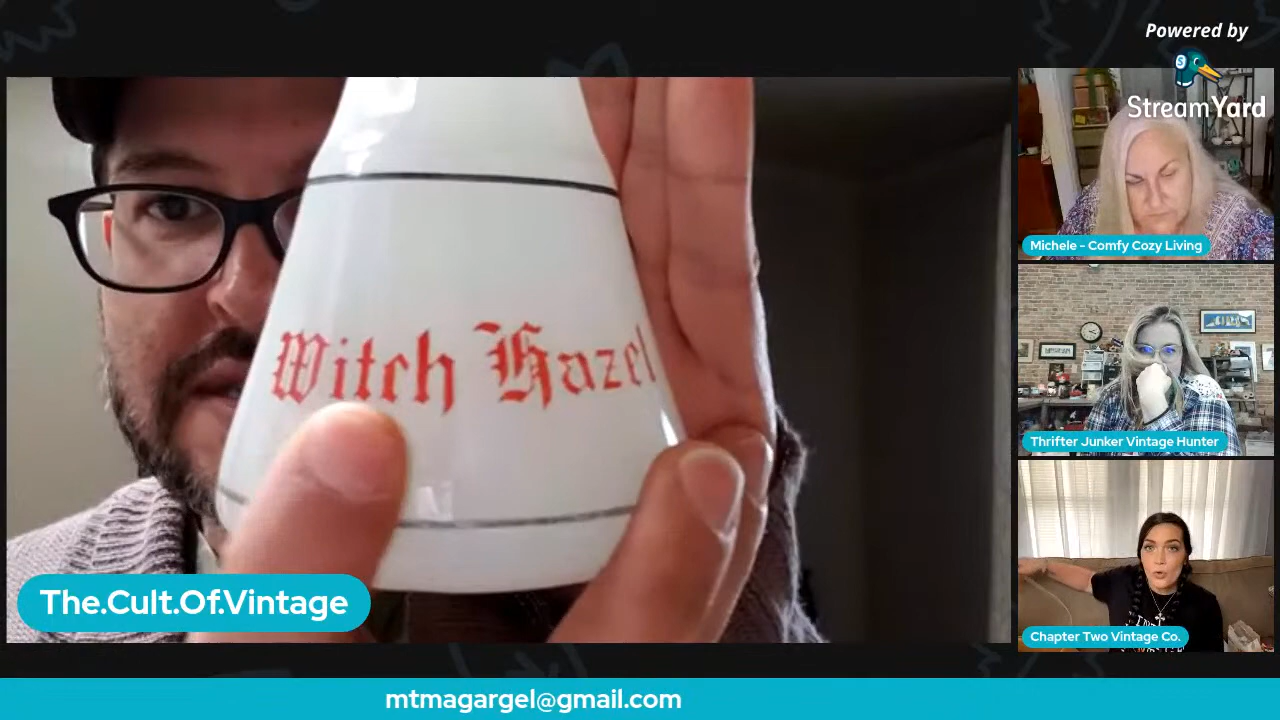 Powered by
StreamYard
Witch Hazel
Michele - Comfy Cozy Living
Thrifter Junker Vintage Hunter
The.Cult.Of.Vintage
Chapter Two Vintage Co.
mtmagargel@gmail.com